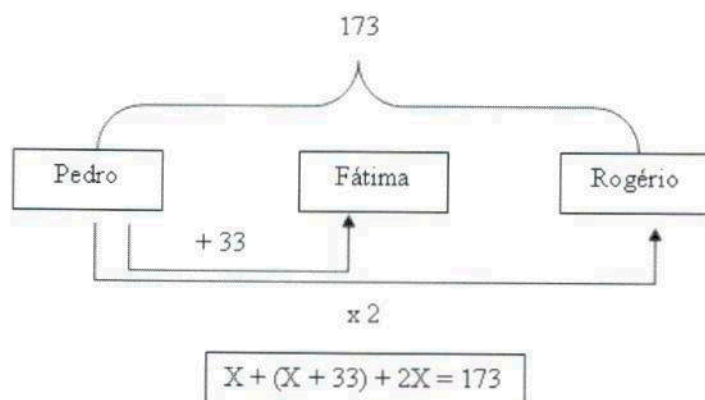 173
Pedro
Fátima
Rogério
+ 33
x 2
X + (X + 33) + 2X = 173